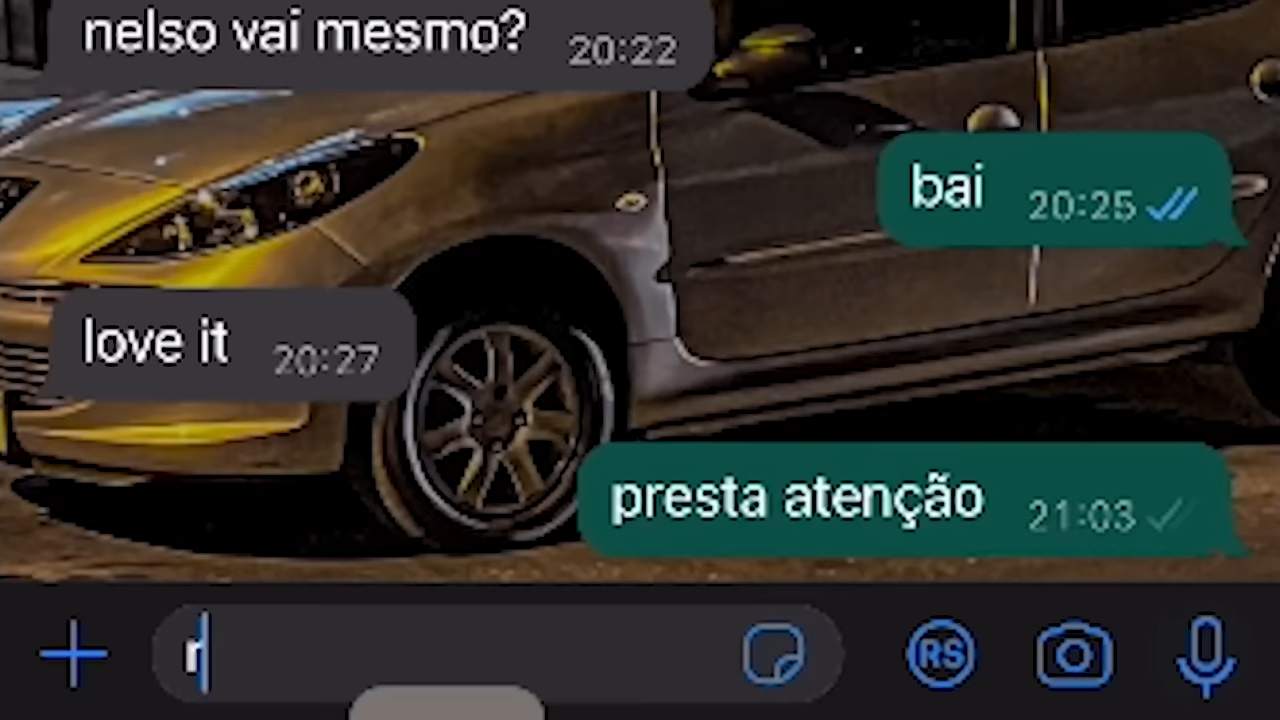 nelso vai mesmo? 20:22
bai 20:25
love it 20:27
presta atenção 21:03
r
RS